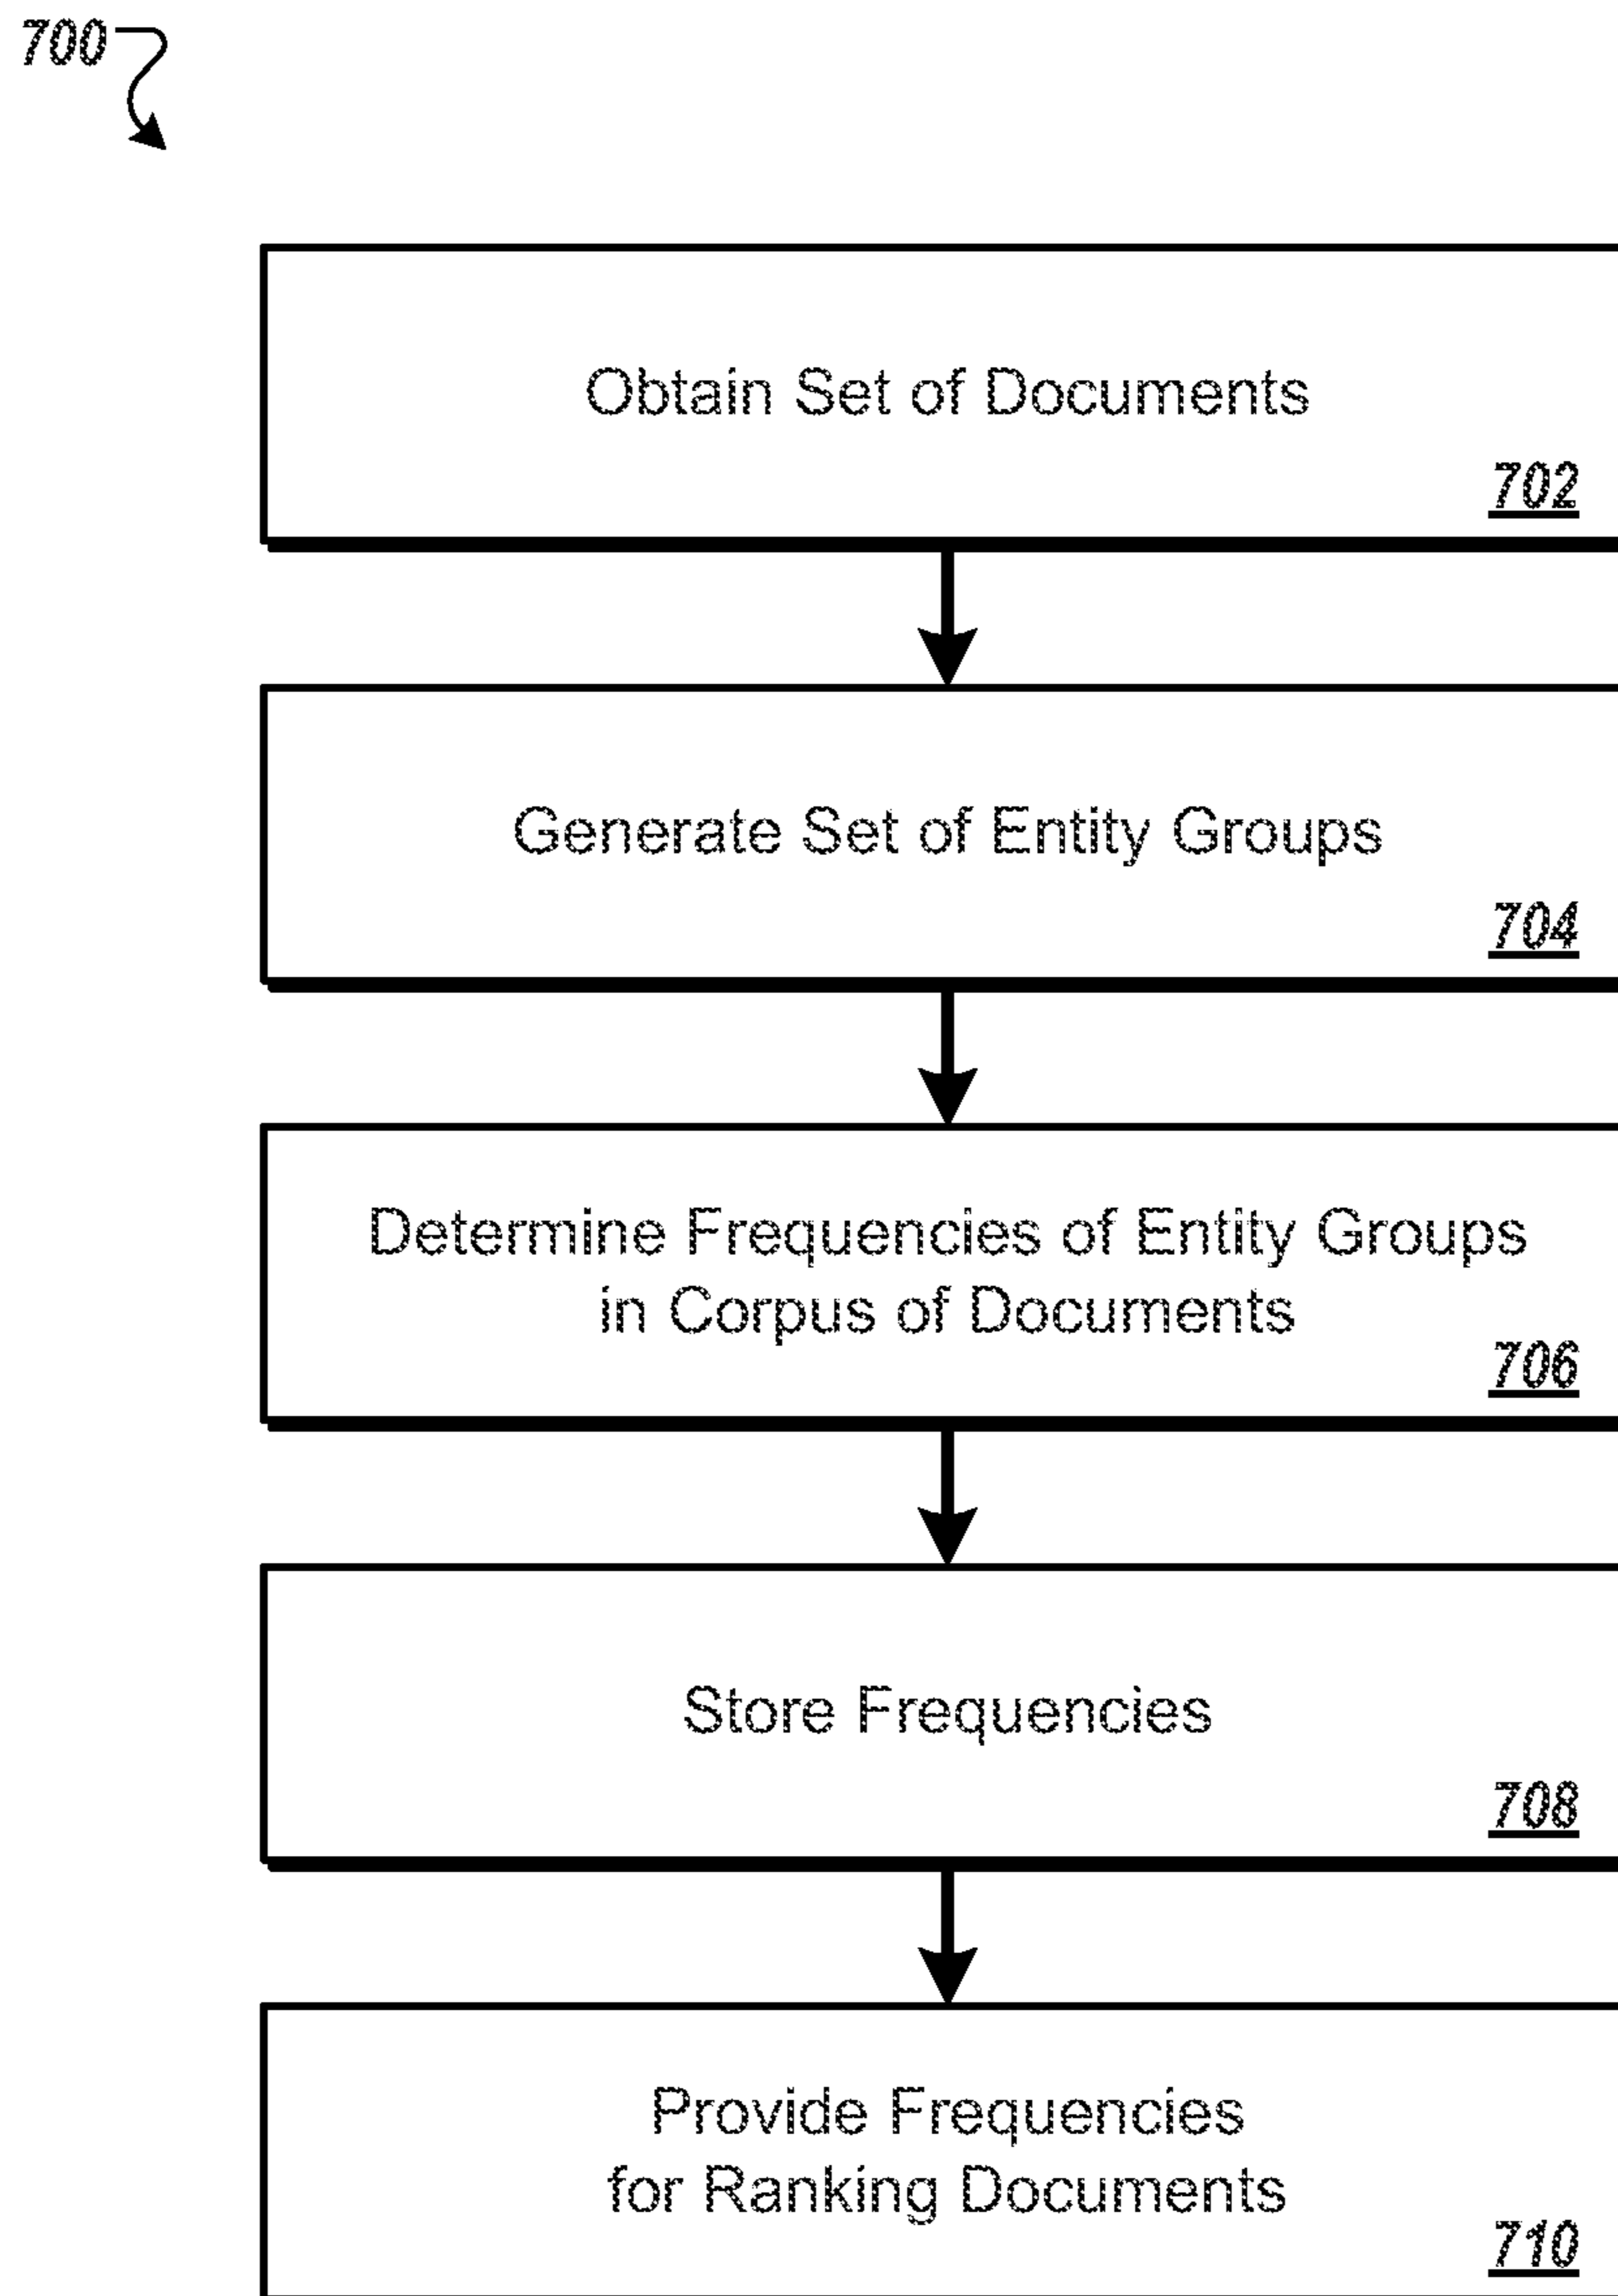 700
Obtain Set of Documents
702
Generate Set of Entity Groups
704
Determine Frequencies of Entity Groups
in Corpus of Documents
706
Store Frequencies
708
Provide Frequencies
for Ranking Documents
710